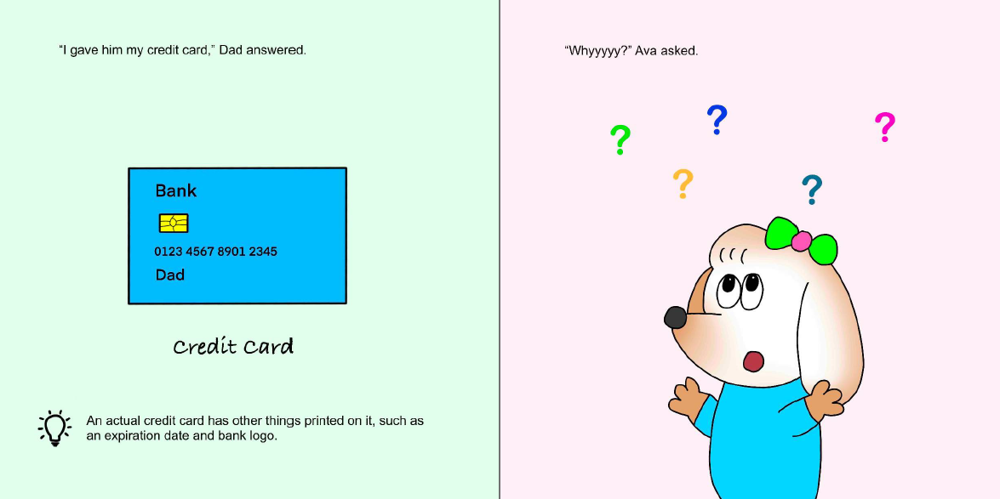 “I gave him my credit card,” Dad answered.
Bank
0123 4567 8901 2345
Dad
Credit Card
An actual credit card has other things printed on it, such as
an expiration date and bank logo.
“Whyyyyy?” Ava asked.
? ? ?
? ?